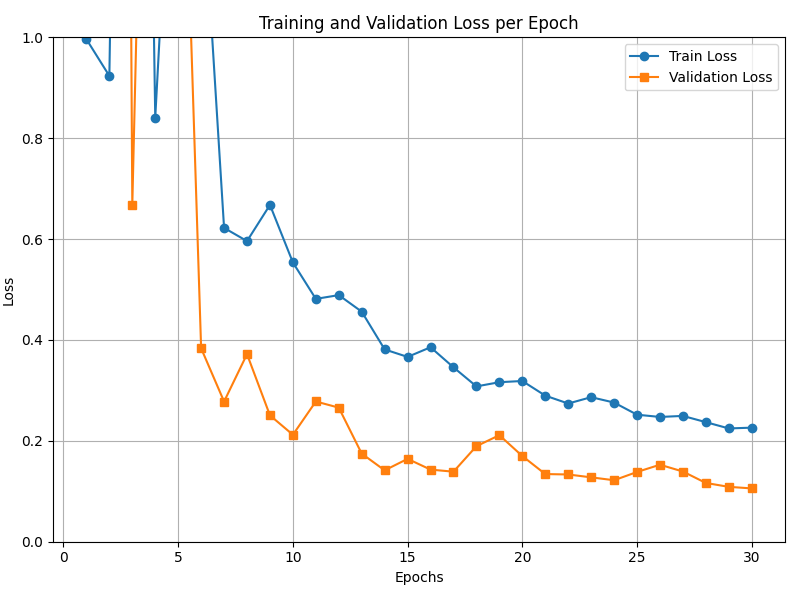 Training and Validation Loss per Epoch
Train Loss
Validation Loss
Loss
1.0
0.8
0.6
0.4
0.2
0.0
0 5 10 15 20 25 30
Epochs